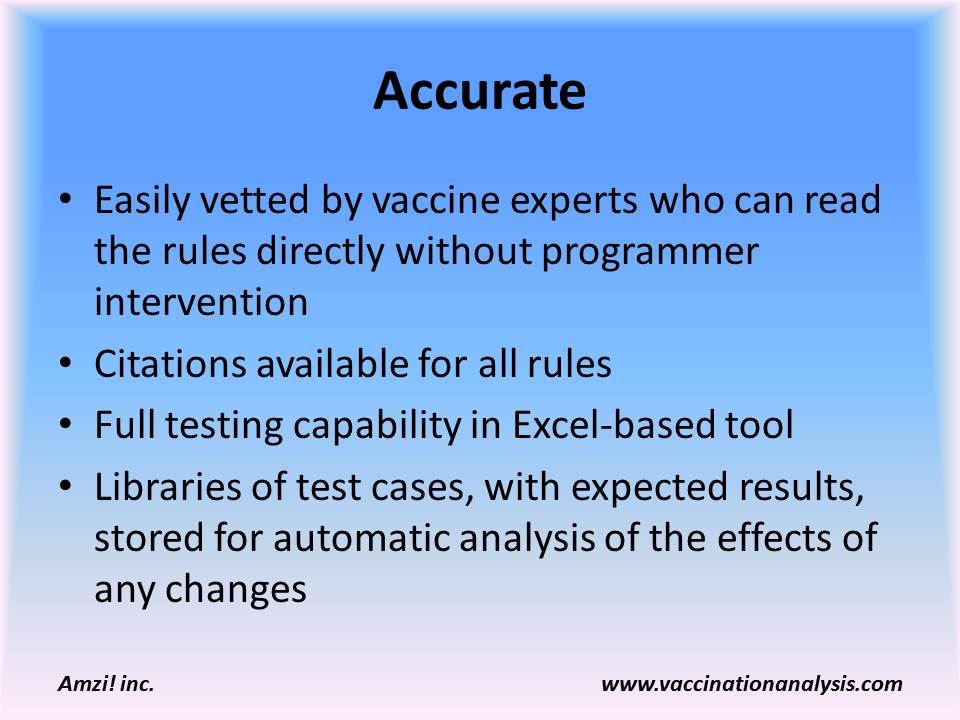 Accurate
• Easily vetted by vaccine experts who can read
the rules directly without programmer
intervention
• Citations available for all rules
• Full testing capability in Excel-based tool
• Libraries of test cases, with expected results,
stored for automatic analysis of the effects of
any changes
Amzi! inc.
www.vaccinationanalysis.com